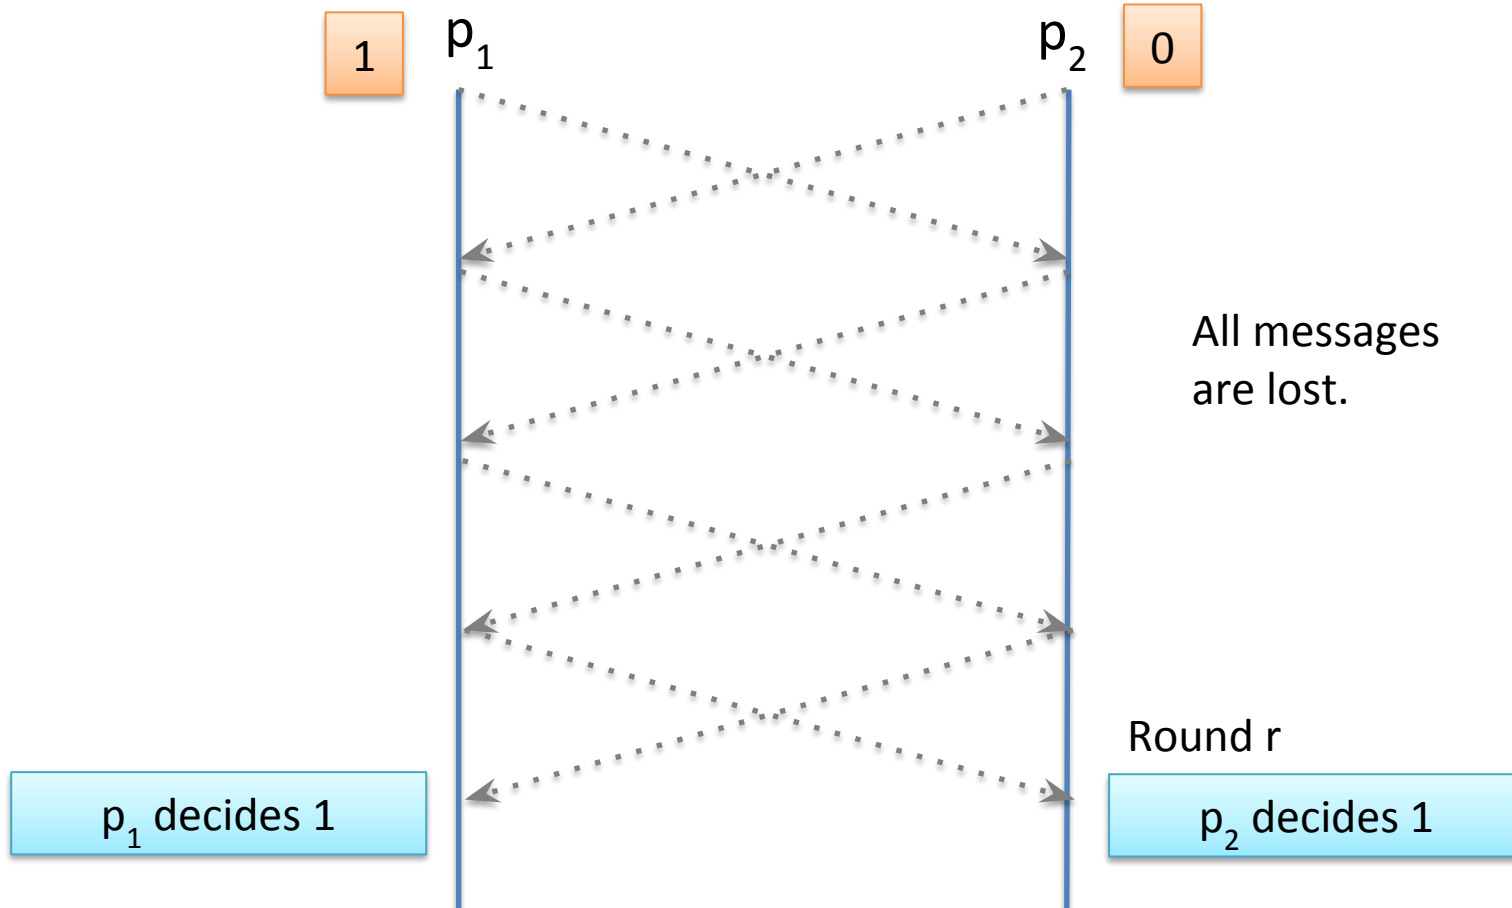 1
p₁
p₂
0
All messages
are lost.
Round r
p₁ decides 1
p₂ decides 1